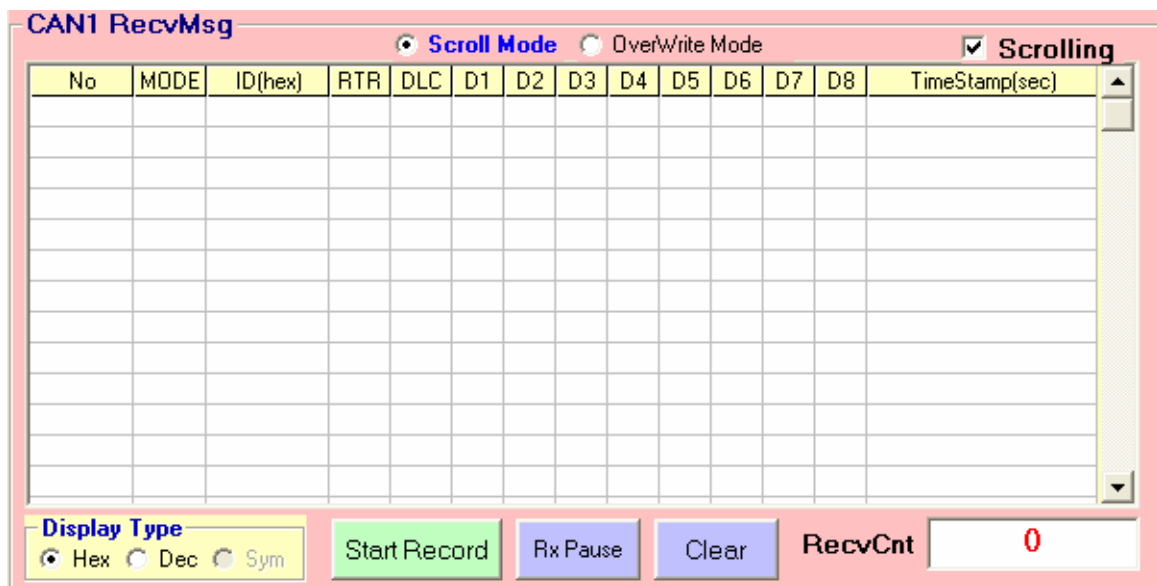 CAN1 RecvMsg
Scroll Mode OverWrite Mode Scrolling
No MODE ID(hex) RTR DLC D1 D2 D3 D4 D5 D6 D7 D8 TimeStamp(sec)
Display Type
Hex Dec Sym
Start Record Rx Pause Clear RecvCnt 0